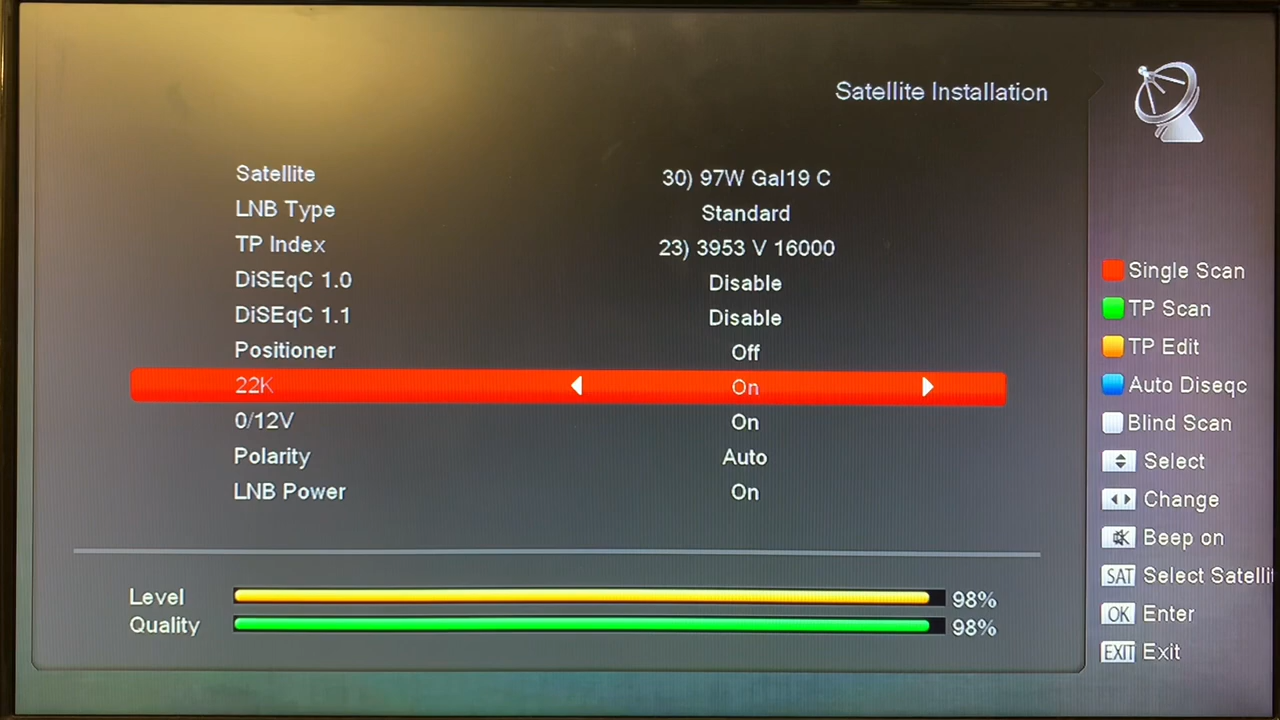 Satellite Installation
Satellite 30) 97W Gal19 C
LNB Type Standard
TP Index 23) 3953 V 16000
DiSEqC 1.0 Disable
DiSEqC 1.1 Disable
Positioner Off
22K On
0/12V On
Polarity Auto
LNB Power On
Level 98%
Quality 98%
Single Scan
TP Scan
TP Edit
Auto Diseqc
Blind Scan
Select
Change
Beep on
SAT Select Satelli
OK Enter
EXIT Exit